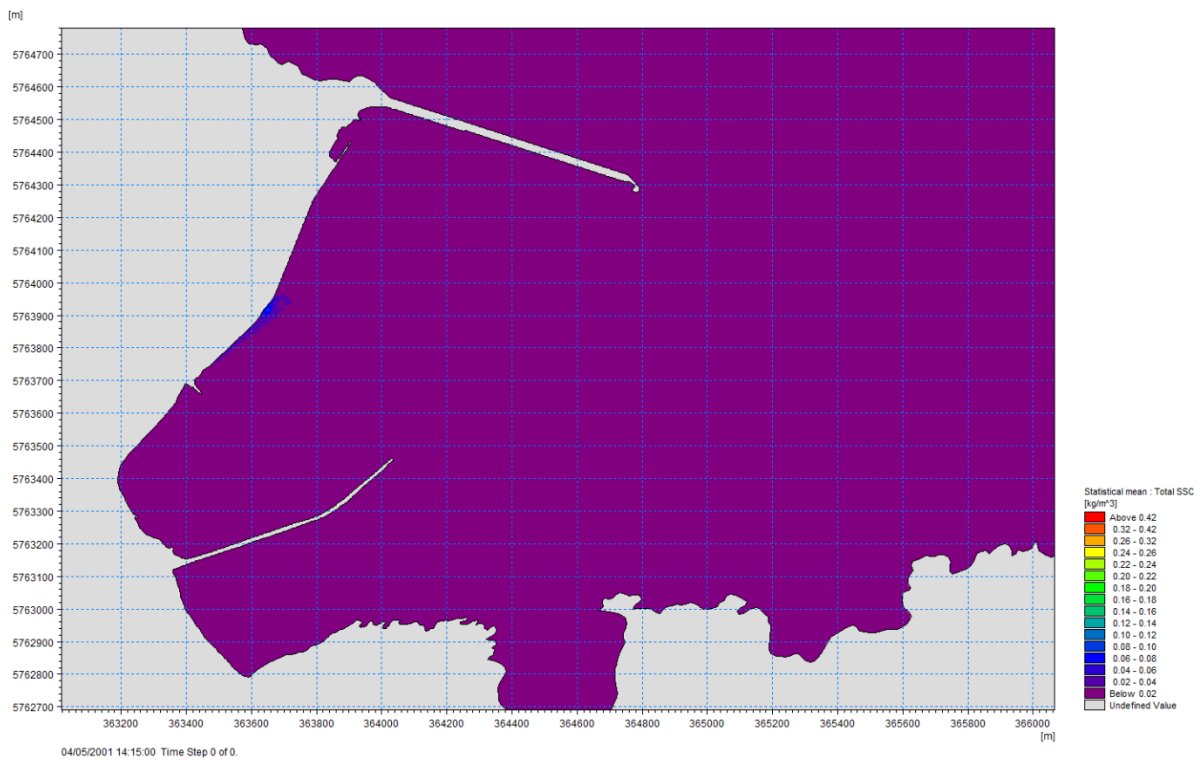 [m]
5764700
5764600
5764500
5764400
5764300
5764200
5764100
5764000
5763900
5763800
5763700
5763600
5763500
5763400
5763300
5763200
5763100
5763000
5762900
5762800
5762700
363200 363400 363600 363800 364000 364200 364400 364600 364800 365000 365200 365400 365600 365800 366000
[m]
Statistical mean : Total SSC
[kg/m^3]
Above 0.42
0.32 - 0.42
0.26 - 0.32
0.24 - 0.26
0.22 - 0.24
0.20 - 0.22
0.18 - 0.20
0.16 - 0.18
0.14 - 0.16
0.12 - 0.14
0.10 - 0.12
0.08 - 0.10
0.06 - 0.08
0.04 - 0.06
0.02 - 0.04
Below 0.02
Undefined Value
04/05/2001 14:15:00 Time Step 0 of 0.